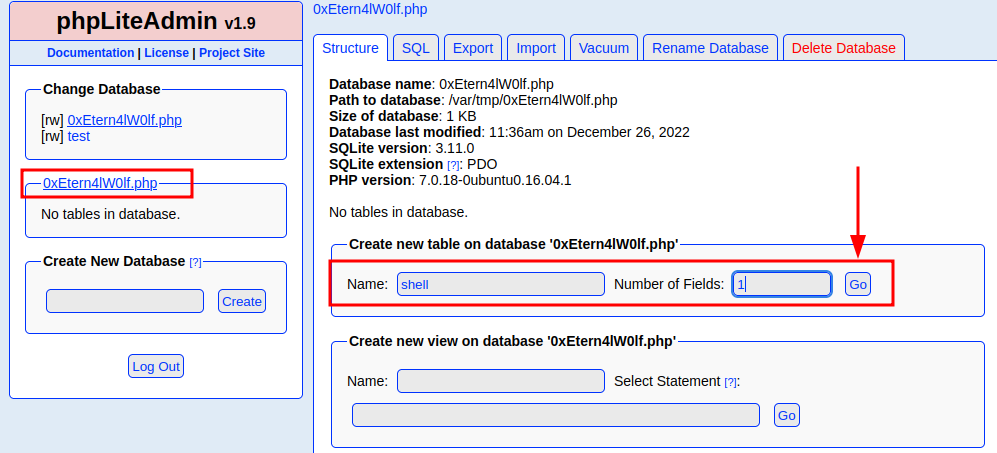 phpLiteAdmin v1.9
Documentation | License | Project Site
Change Database
[rw] 0xEtern4lW0lf.php
[rw] test
0xEtern4lW0lf.php
No tables in database.
Create New Database [?]
Create
Log Out
0xEtern4lW0lf.php
Structure SQL Export Import Vacuum Rename Database Delete Database
Database name: 0xEtern4lW0lf.php
Path to database: /var/tmp/0xEtern4lW0lf.php
Size of database: 1 KB
Database last modified: 11:36am on December 26, 2022
SQLite version: 3.11.0
SQLite extension [?]: PDO
PHP version: 7.0.18-0ubuntu0.16.04.1
No tables in database.
Create new table on database '0xEtern4lW0lf.php'
Name: shell Number of Fields: 1 Go
Create new view on database '0xEtern4lW0lf.php'
Name: Select Statement [?]:
Go